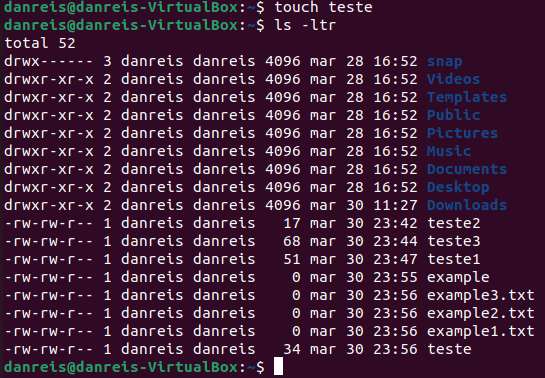 danreis@danreis-VirtualBox:~$ touch teste
danreis@danreis-VirtualBox:~$ ls -ltr
total 52
drwx------ 3 danreis danreis 4096 mar 28 16:52 snap
drwxr-xr-x 2 danreis danreis 4096 mar 28 16:52 Videos
drwxr-xr-x 2 danreis danreis 4096 mar 28 16:52 Templates
drwxr-xr-x 2 danreis danreis 4096 mar 28 16:52 Public
drwxr-xr-x 2 danreis danreis 4096 mar 28 16:52 Pictures
drwxr-xr-x 2 danreis danreis 4096 mar 28 16:52 Music
drwxr-xr-x 2 danreis danreis 4096 mar 28 16:52 Documents
drwxr-xr-x 2 danreis danreis 4096 mar 28 16:52 Desktop
drwxr-xr-x 2 danreis danreis 4096 mar 30 11:27 Downloads
-rw-rw-r-- 1 danreis danreis   17 mar 30 23:42 teste2
-rw-rw-r-- 1 danreis danreis   68 mar 30 23:44 teste3
-rw-rw-r-- 1 danreis danreis   51 mar 30 23:47 teste1
-rw-rw-r-- 1 danreis danreis    0 mar 30 23:55 example
-rw-rw-r-- 1 danreis danreis    0 mar 30 23:56 example3.txt
-rw-rw-r-- 1 danreis danreis    0 mar 30 23:56 example2.txt
-rw-rw-r-- 1 danreis danreis    0 mar 30 23:56 example1.txt
-rw-rw-r-- 1 danreis danreis   34 mar 30 23:56 teste
danreis@danreis-VirtualBox:~$